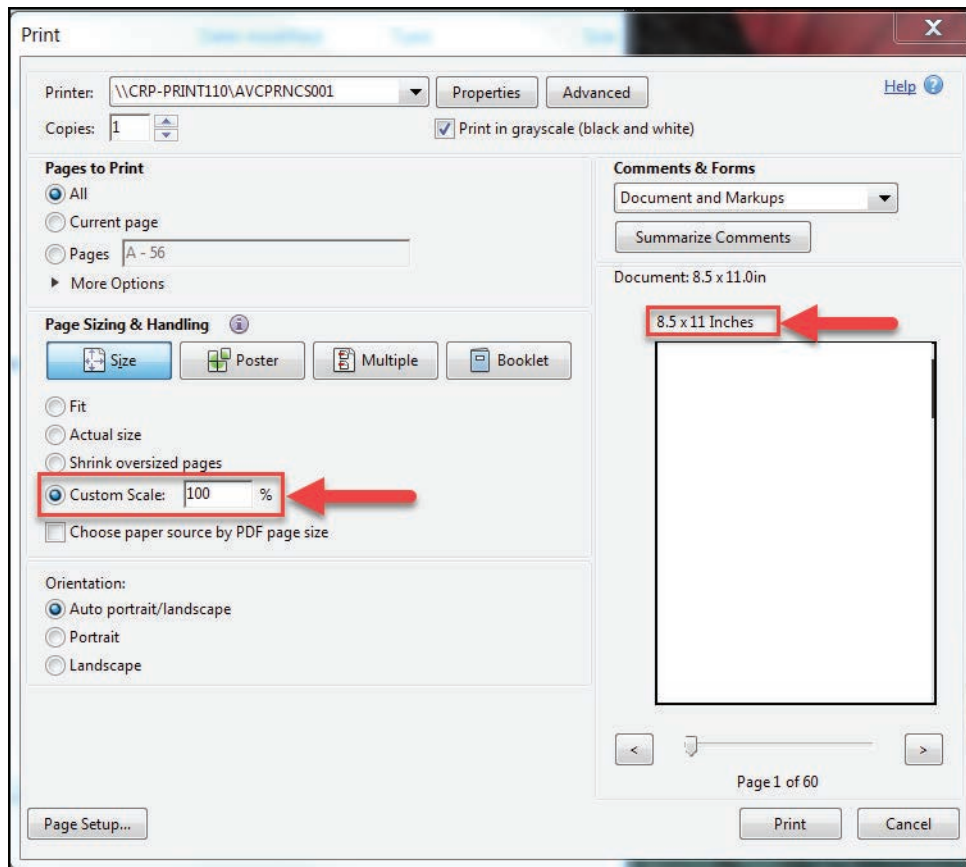 Print
Printer: \\CRP-PRINT110\AVCPRNCS001 Properties Advanced Help
Copies: 1 Print in grayscale (black and white)
Pages to Print
All
Current page
Pages A - 56
More Options
Comments & Forms
Document and Markups
Summarize Comments
Page Sizing & Handling
Size Poster Multiple Booklet
Fit
Actual size
Shrink oversized pages
Custom Scale: 100 %
Choose paper source by PDF page size
Orientation:
Auto portrait/landscape
Portrait
Landscape
Document: 8.5 x 11.0in
8.5 x 11 Inches
< >
Page 1 of 60
Page Setup... Print Cancel